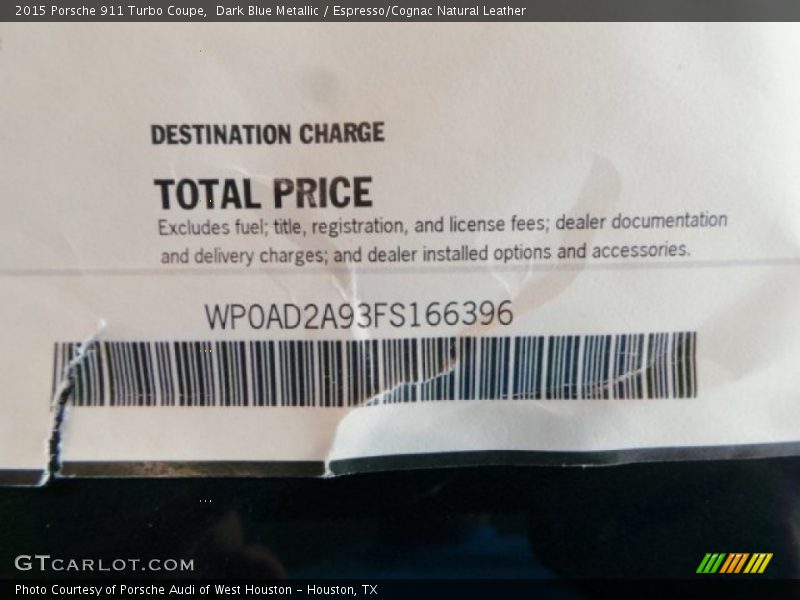 2015 Porsche 911 Turbo Coupe,  Dark Blue Metallic / Espresso/Cognac Natural Leather
DESTINATION CHARGE
TOTAL PRICE
Excludes fuel; title, registration, and license fees; dealer documentation
and delivery charges; and dealer installed options and accessories.
WP0AD2A93FS166396
GTCARLOT.COM
Photo Courtesy of Porsche Audi of West Houston - Houston, TX